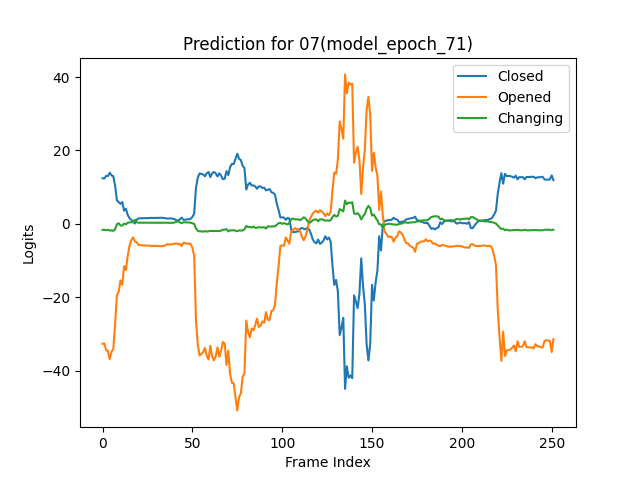 Prediction for 07(model_epoch_71)
Closed
Opened
Changing
40
20
0
−20
−40
Logits
0
50
100
150
200
250
Frame Index